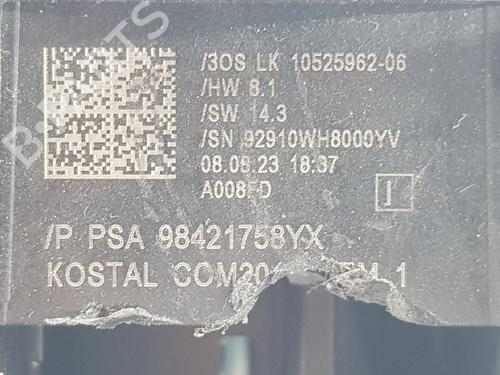 /3OS LK 10525962-06
/HW 8.1
/SW 14.3
/SN 92910WH8000YV
08.08.23 18:37
A008FD
/P PSA 98421758YX
KOSTAL 1